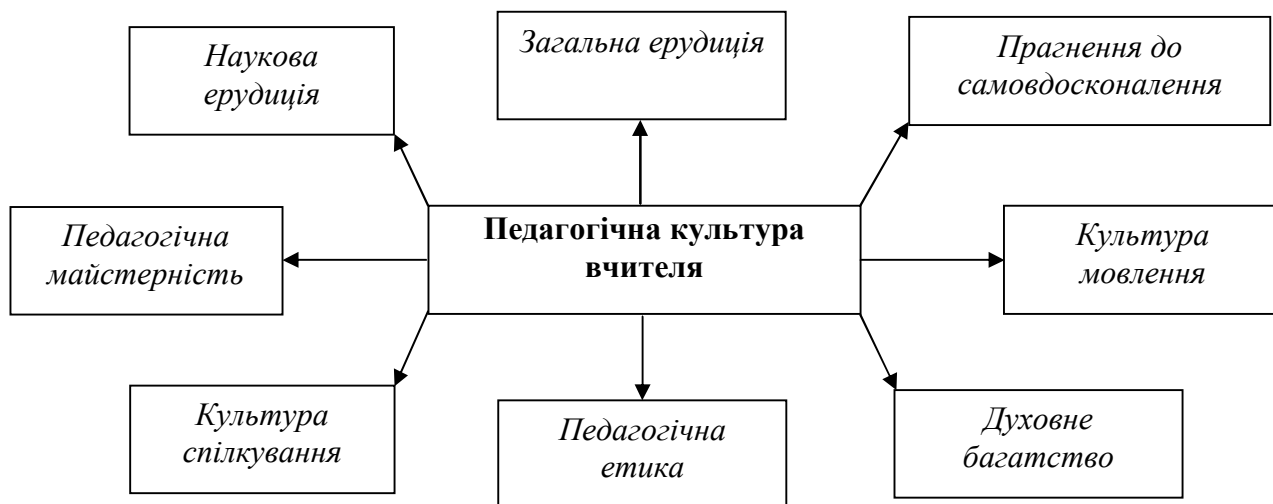 Наукова
ерудиція
Загальна ерудиція
Прагнення до
самовдосконалення
Педагогічна
майстерність
Педагогічна культура
вчителя
Культура
мовлення
Культура
спілкування
Педагогічна
етика
Духовне
багатство